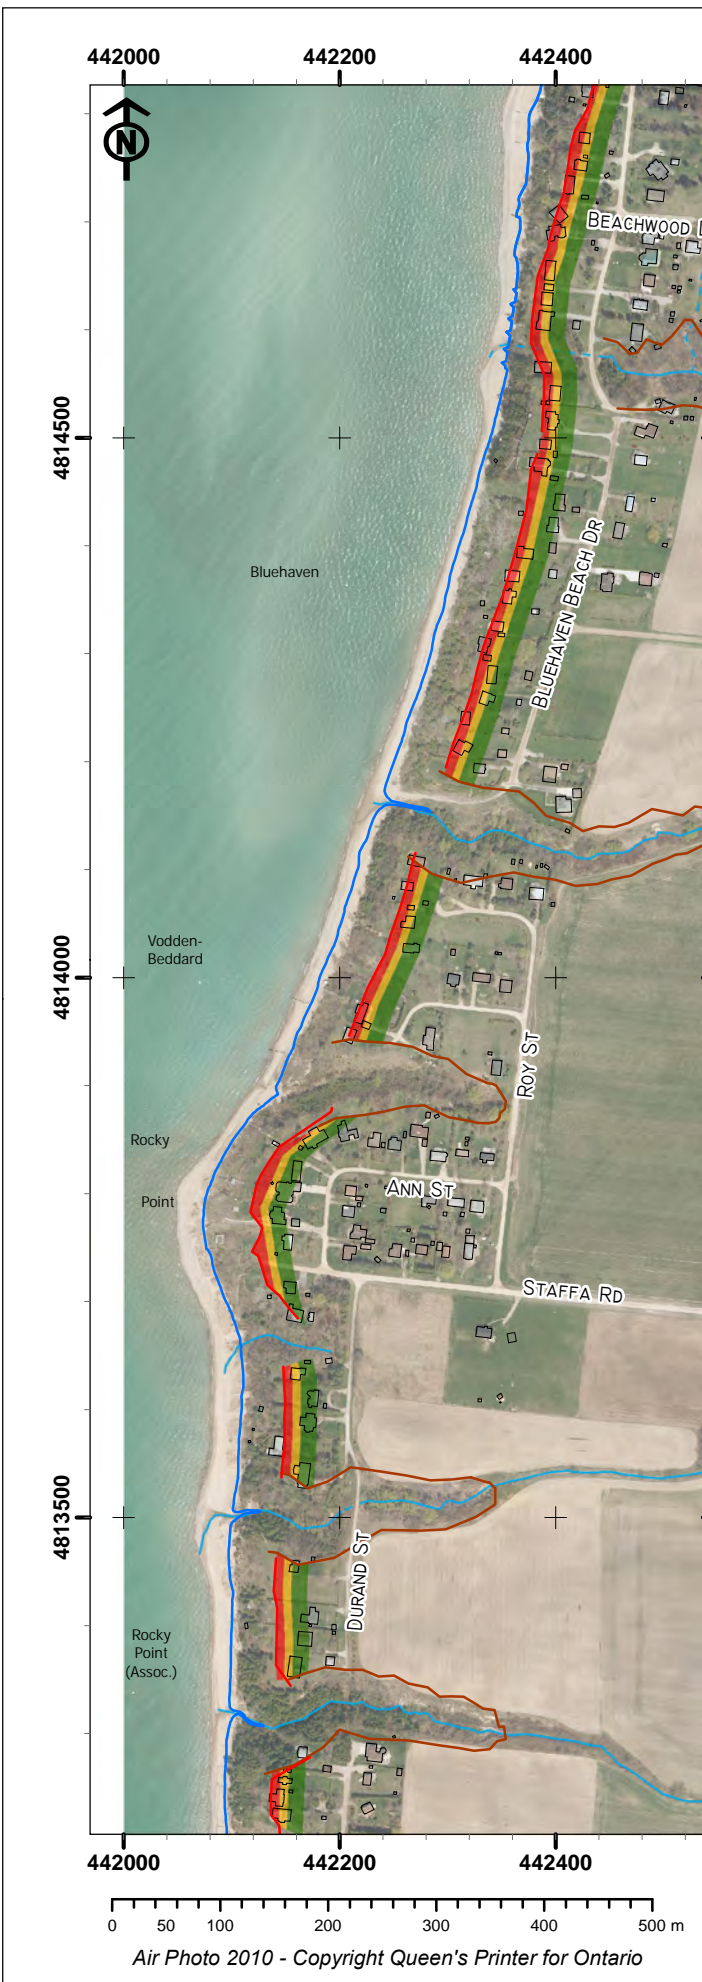 442000 442200 442400
N
BEACHWOOD
4814500
Bluehaven
BLUEHAVEN BEACH DR
Vodden-
Beddard
4814000
ROY ST
Rocky
Point
ANN ST
STAFFA RD
4813500
DURAND ST
Rocky
Point
(Assoc.)
442000 442200 442400
0 50 100 200 300 400 500 m
Air Photo 2010 - Copyright Queen's Printer for Ontario